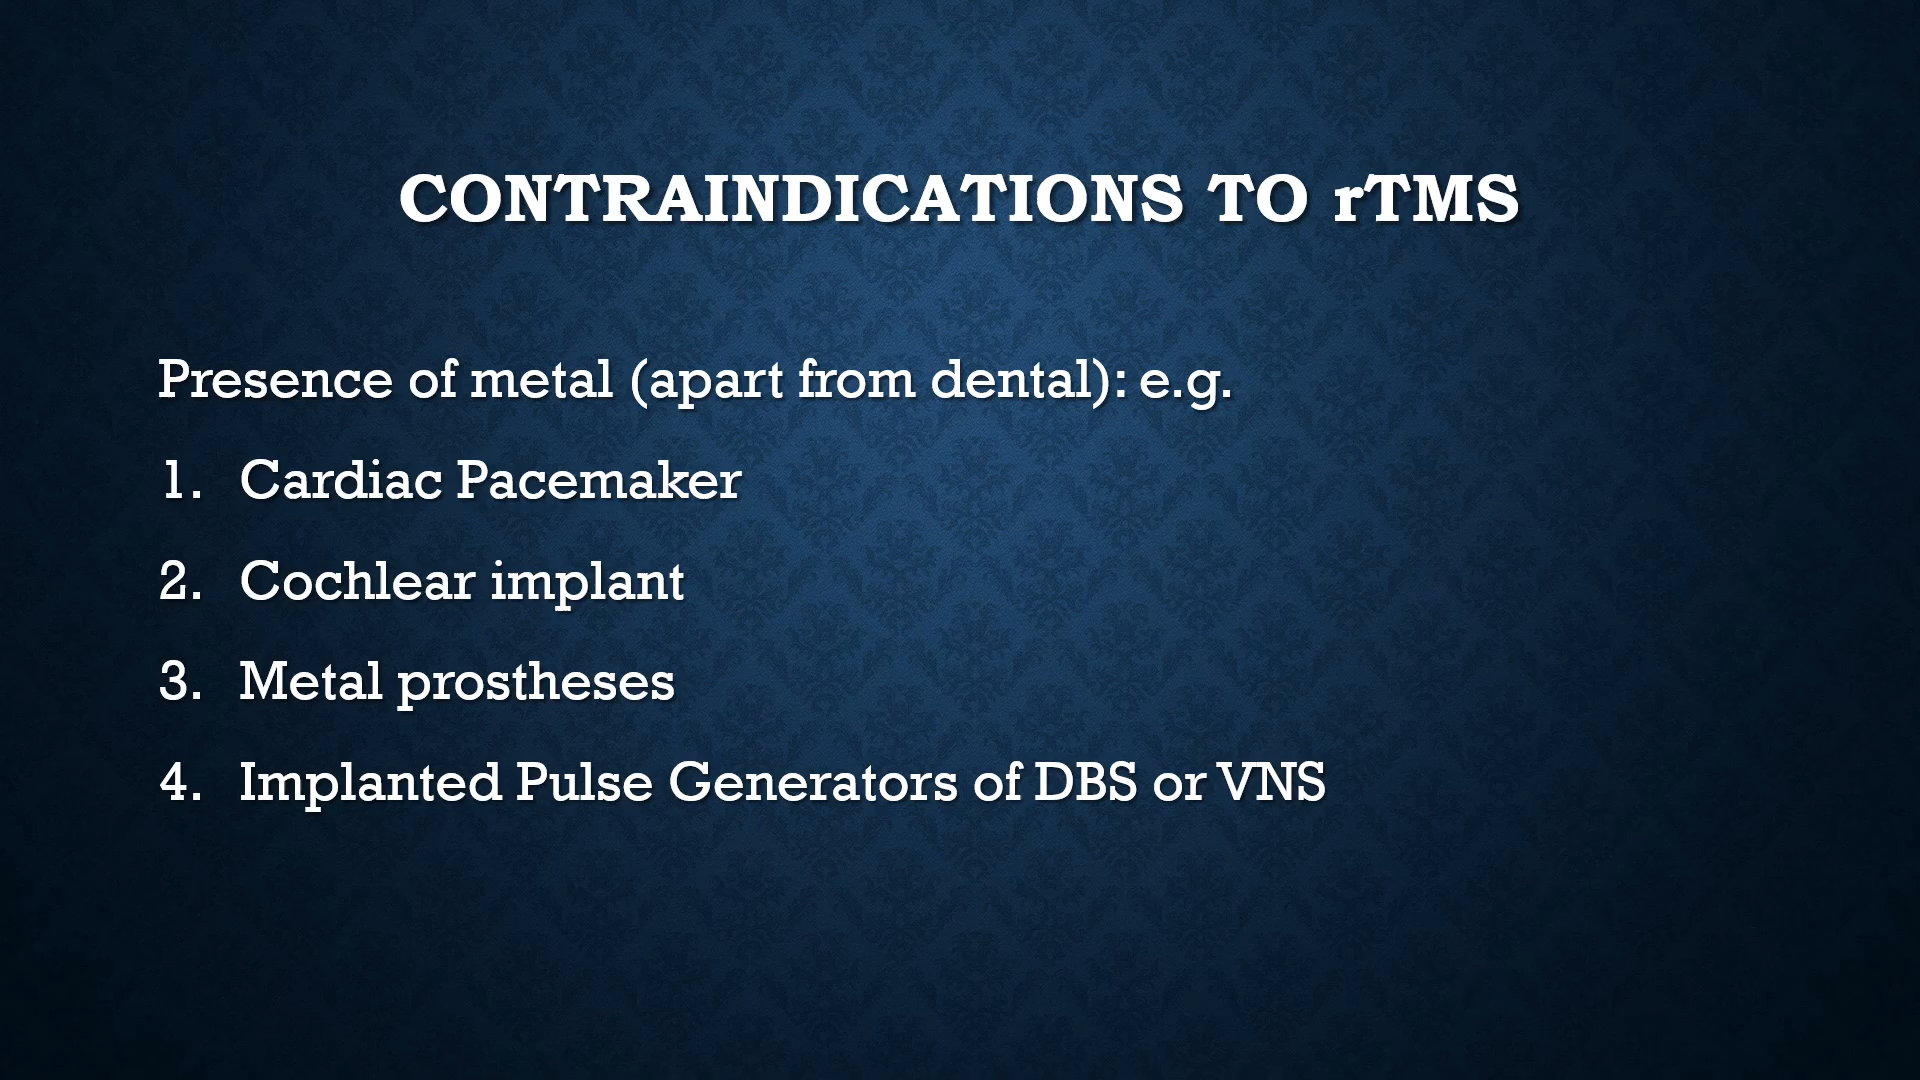 CONTRAINDICATIONS TO rTMS
Presence of metal (apart from dental): e.g.
1. Cardiac Pacemaker
2. Cochlear implant
3. Metal prostheses
4. Implanted Pulse Generators of DBS or VNS